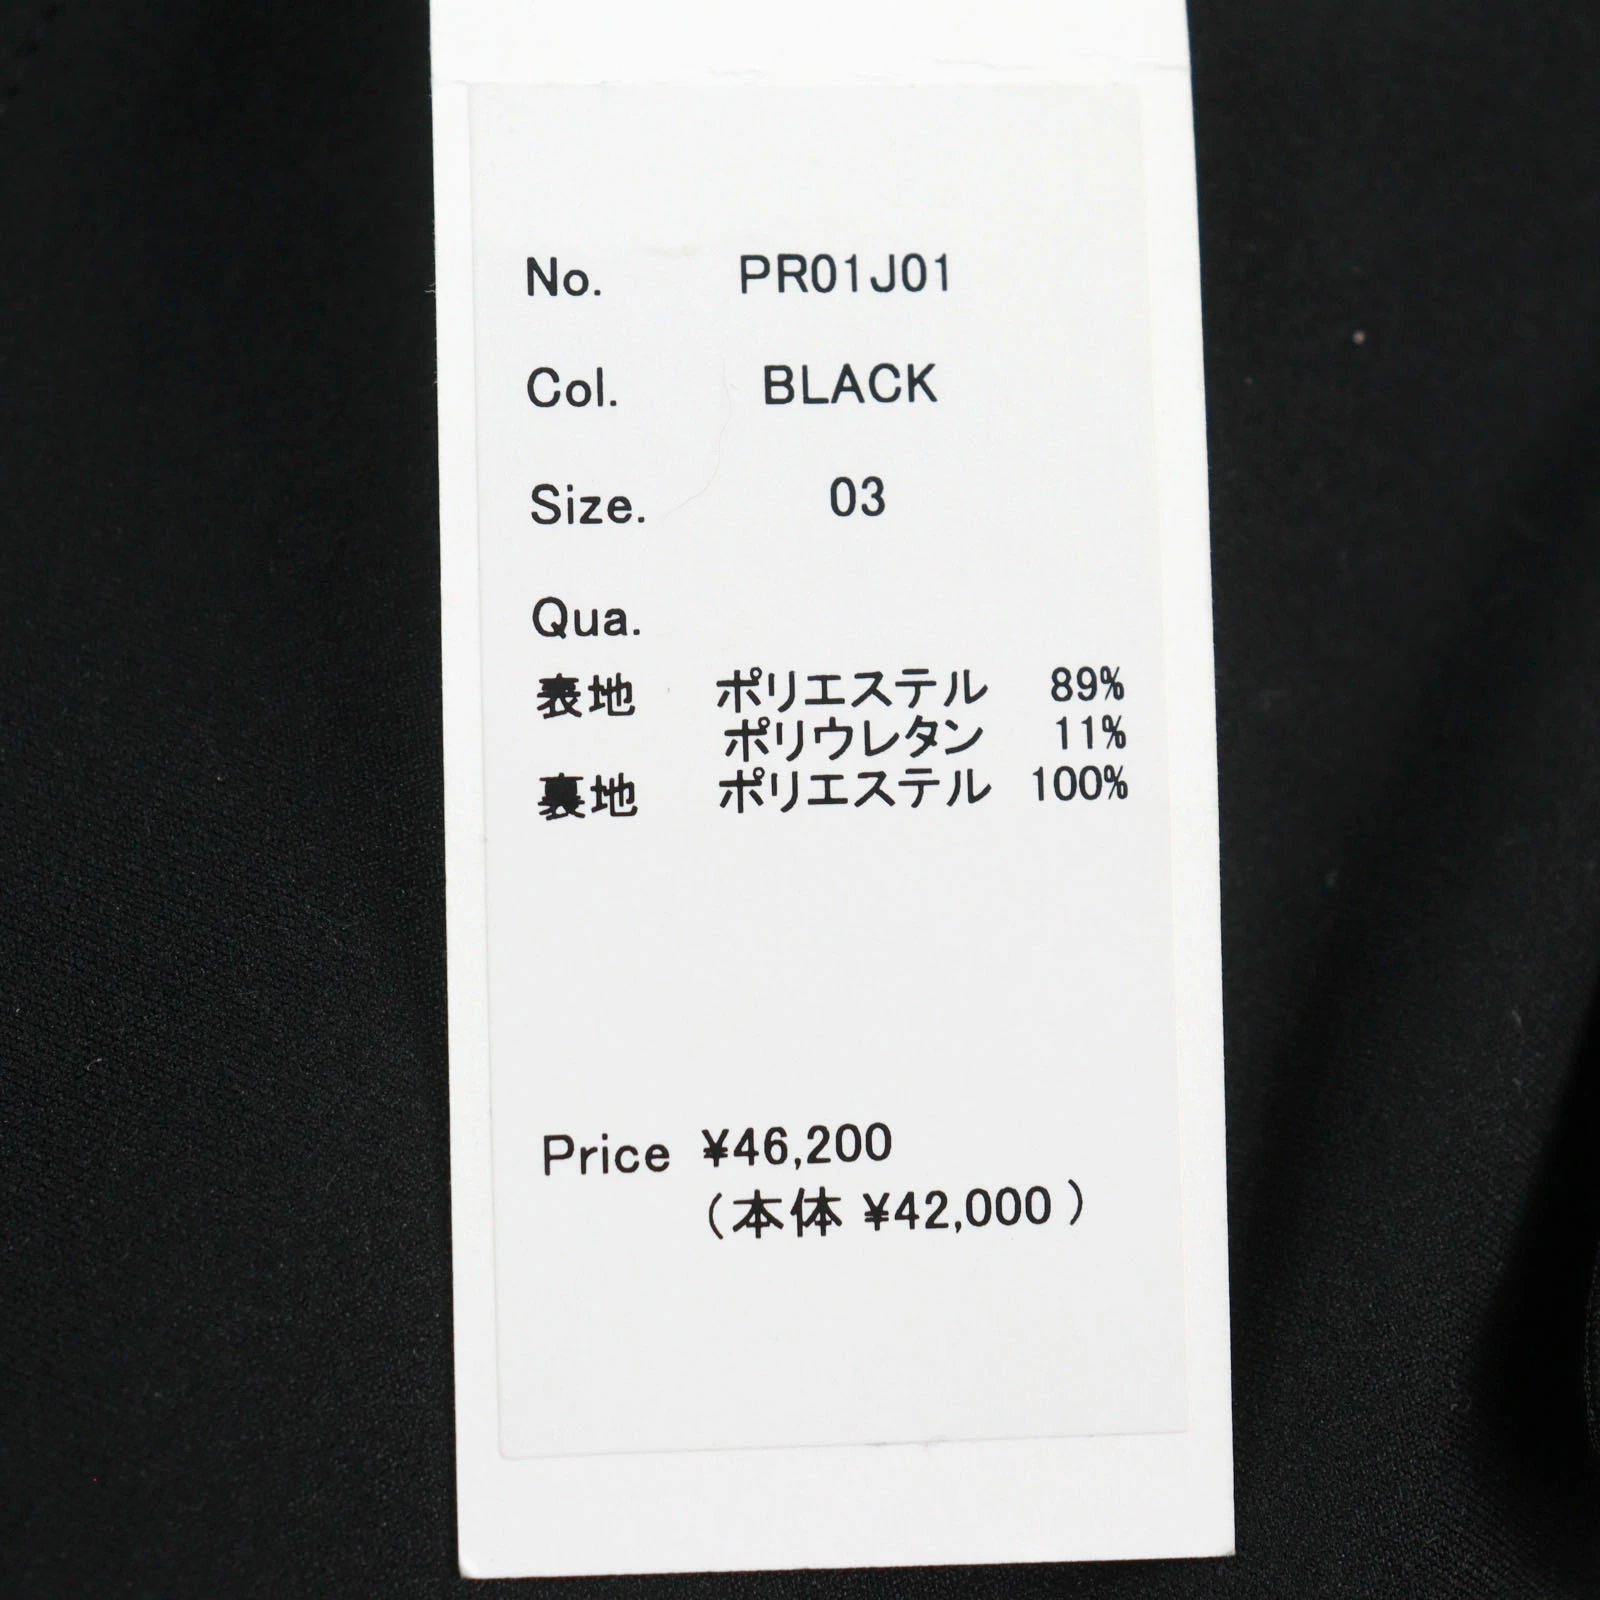 No. PR01J01
Col. BLACK
Size. 03
Qua.
表地 ポリエステル 89%
ポリウレタン 11%
裏地 ポリエステル 100%
Price ¥46,200
(本体 ¥42,000)